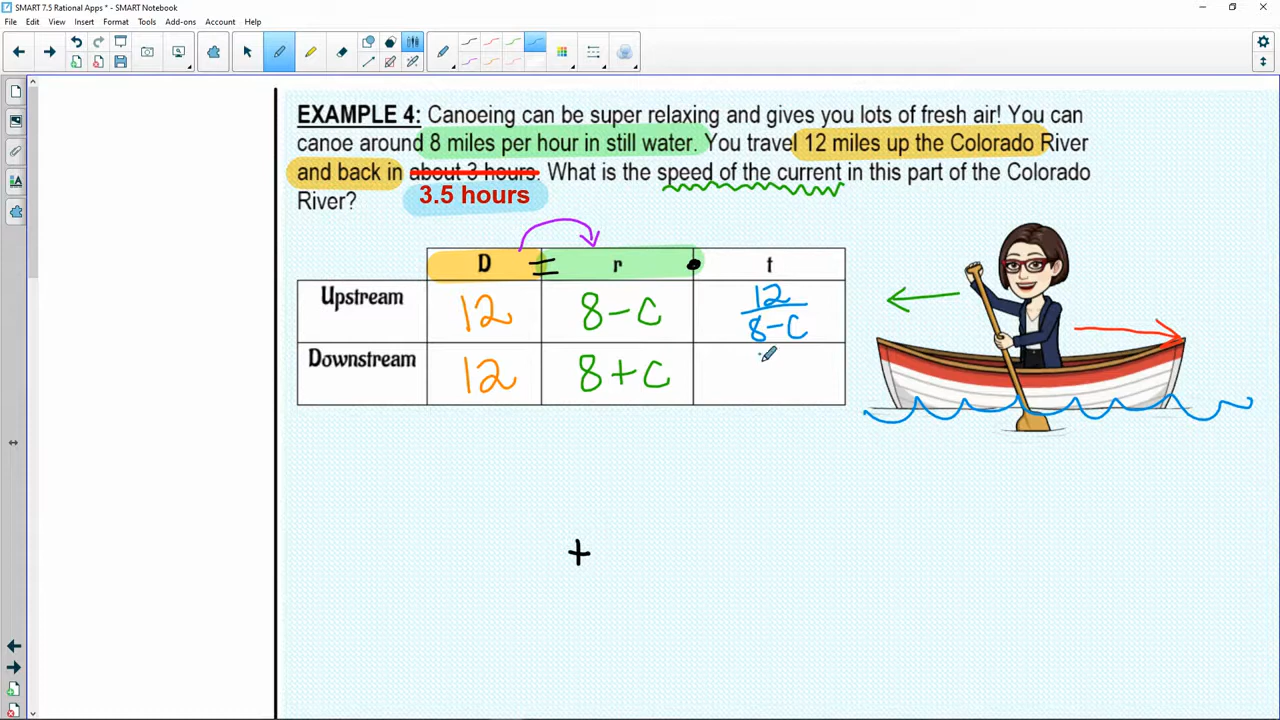 SMART 7.5 Rational Apps * - SMART Notebook
File Edit View Insert Format Tools Add-ons Account Help
EXAMPLE 4: Canoeing can be super relaxing and gives you lots of fresh air! You can
canoe around 8 miles per hour in still water. You travel 12 miles up the Colorado River
and back in about 3 hours. What is the speed of the current in this part of the Colorado
3.5 hours
River?
D = r • t
Upstream 12 8-C 12/8-C
Downstream 12 8+C
+